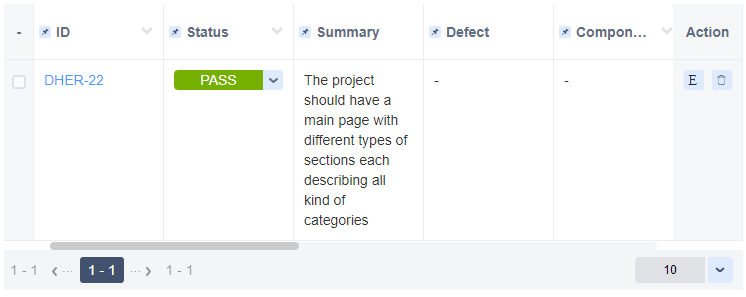 - ID Status Summary Defect Compon... Action
DHER-22 PASS The project - - E
should have a
main page with
different types of
sections each
describing all
kind of
categories
1 - 1 ... 1 - 1 ... 1 - 1 10